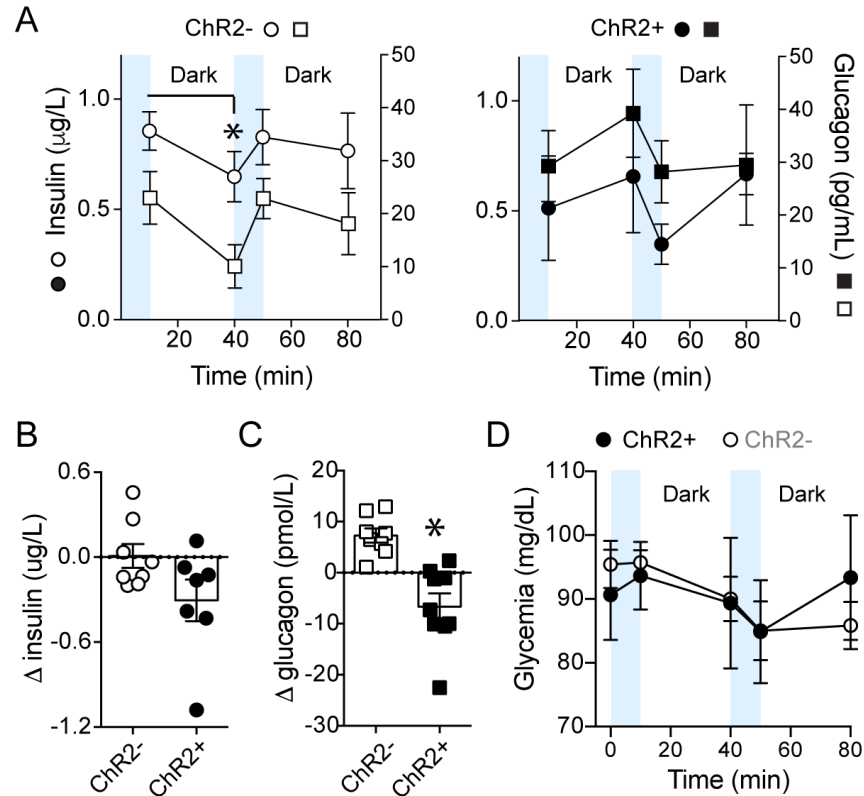 A
ChR2-
ChR2+
50
40
30
20
10
0
Dark
Dark
1.0
0.5
0.0
*
Insulin (µg/L)
20 40 60 80
Time (min)
50
40
30
20
10
0
Dark
Dark
1.0
0.5
0.0
Glucagon (pg/mL)
20 40 60 80
Time (min)
B
0.6
0.0
-0.6
-1.2
Δ insulin (ug/L)
ChR2-
ChR2+
C
20
10
0
-10
-20
-30
*
Δ glucagon (pmol/L)
ChR2-
ChR2+
D
ChR2+
ChR2-
110
100
90
80
70
Dark
Dark
Glycemia (mg/dL)
0 20 40 60 80
Time (min)